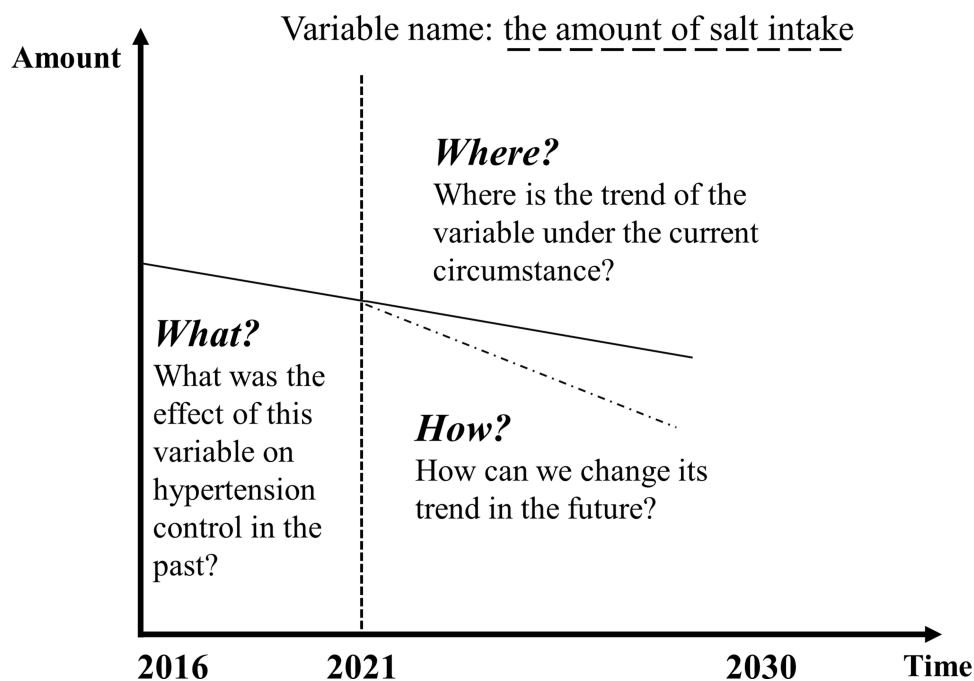 Variable name: the amount of salt intake
Amount
Where?
Where is the trend of the
variable under the current
circumstance?
What?
What was the
effect of this
variable on
hypertension
control in the
past?
How?
How can we change its
trend in the future?
2016
2021
2030
Time